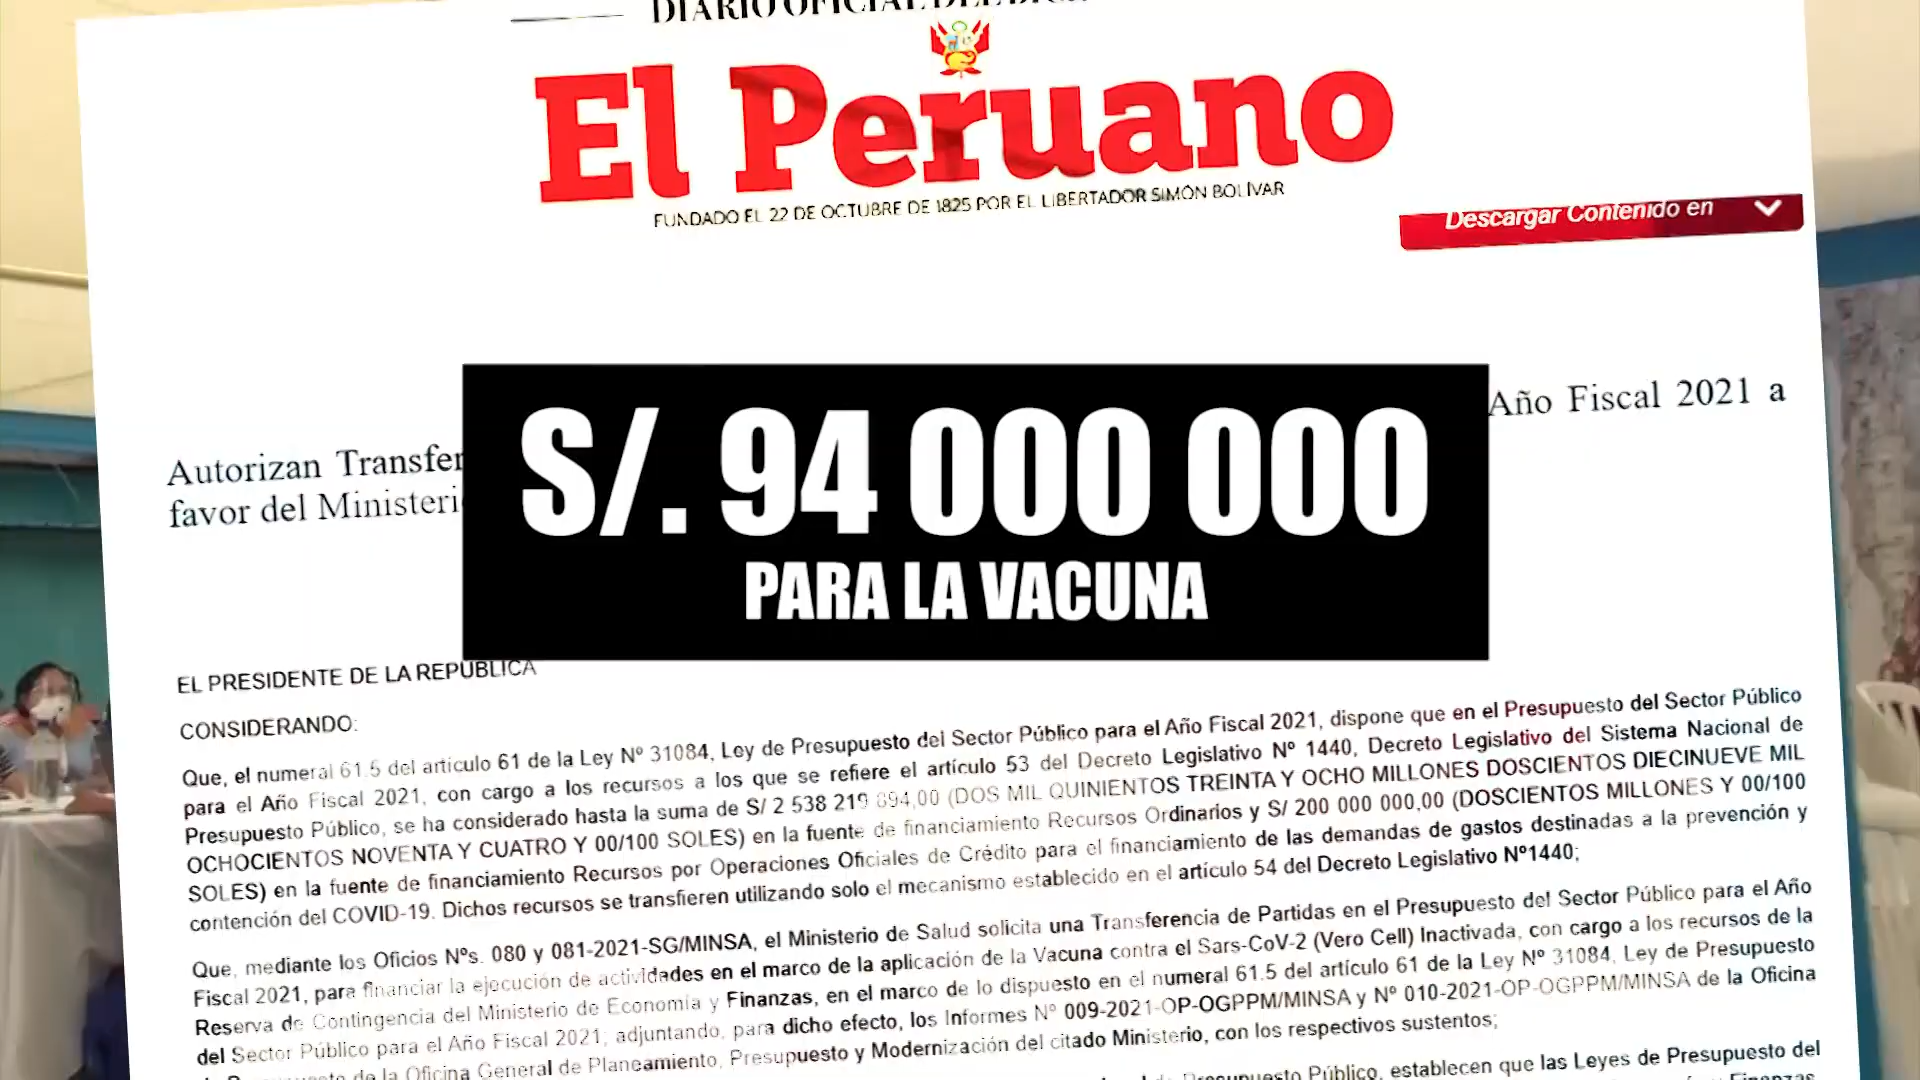 DIARIO OFICIAL DEL
El Peruano
FUNDADO EL 22 DE OCTUBRE DE 1825 POR EL LIBERTADOR SIMÓN BOLÍVAR
Descargar Contenido en
Año Fiscal 2021 a
Autorizan Transfer
favor del Ministeri
S/. 94 000 000
PARA LA VACUNA
EL PRESIDENTE DE LA REPÚBLICA
CONSIDERANDO:
Que, el numeral 61.5 del artículo 61 de la Ley Nº 31084, Ley de Presupuesto del Sector Público para el Año Fiscal 2021, dispone que en el Presupuesto del Sector Público
para el Año Fiscal 2021, con cargo a los recursos a los que se refiere el artículo 53 del Decreto Legislativo Nº 1440, Decreto Legislativo del Sistema Nacional de
Presupuesto Público, se ha considerado hasta la suma de S/ 2 538 219 894,00 (DOS MIL QUINIENTOS TREINTA Y OCHO MILLONES DOSCIENTOS DIECINUEVE MIL
OCHOCIENTOS NOVENTA Y CUATRO Y 00/100 SOLES) en la fuente de financiamiento Recursos Ordinarios y S/ 200 000 000,00 (DOSCIENTOS MILLONES Y 00/100
SOLES) en la fuente de financiamiento Recursos por Operaciones Oficiales de Crédito para el financiamiento de las demandas de gastos destinadas a la prevención y
contención del COVID-19. Dichos recursos se transfieren utilizando solo el mecanismo establecido en el artículo 54 del Decreto Legislativo Nº1440;
Que, mediante los Oficios Nºs. 080 y 081-2021-SG/MINSA, el Ministerio de Salud solicita una Transferencia de Partidas en el Presupuesto del Sector Público para el Año
Fiscal 2021, para financiar la ejecución de actividades en el marco de la aplicación de la Vacuna contra el Sars-CoV-2 (Vero Cell) Inactivada, con cargo a los recursos de la
Reserva de Contingencia del Ministerio de Economía y Finanzas, en el marco de lo dispuesto en el numeral 61.5 del artículo 61 de la Ley Nº 31084, Ley de Presupuesto
del Sector Público para el Año Fiscal 2021; adjuntando, para dicho efecto, los Informes Nº 009-2021-OP-OGPPM/MINSA y Nº 010-2021-OP-OGPPM/MINSA de la Oficina
de Presupuesto de la Oficina General de Planeamiento, Presupuesto y Modernización del citado Ministerio, con los respectivos sustentos;
Presupuesto Público, establecen que las Leyes de Presupuesto del